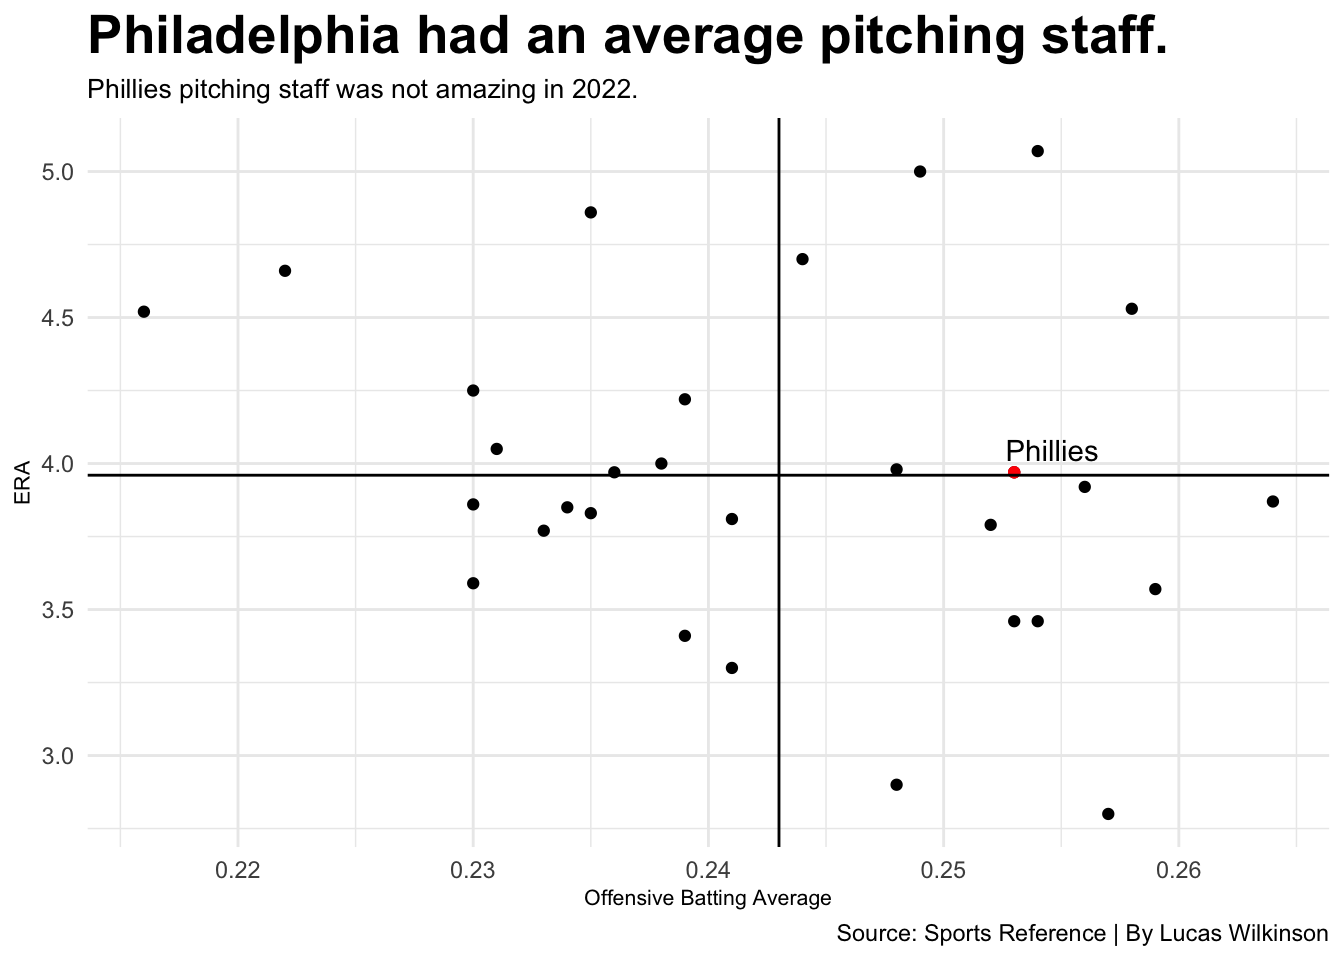 Philadelphia had an average pitching staff.
Phillies pitching staff was not amazing in 2022.
5.0
4.5
Phillies
4.0
ERA
3.5
3.0
0.22 0.23 0.24 0.25 0.26
Offensive Batting Average
Source: Sports Reference | By Lucas Wilkinson